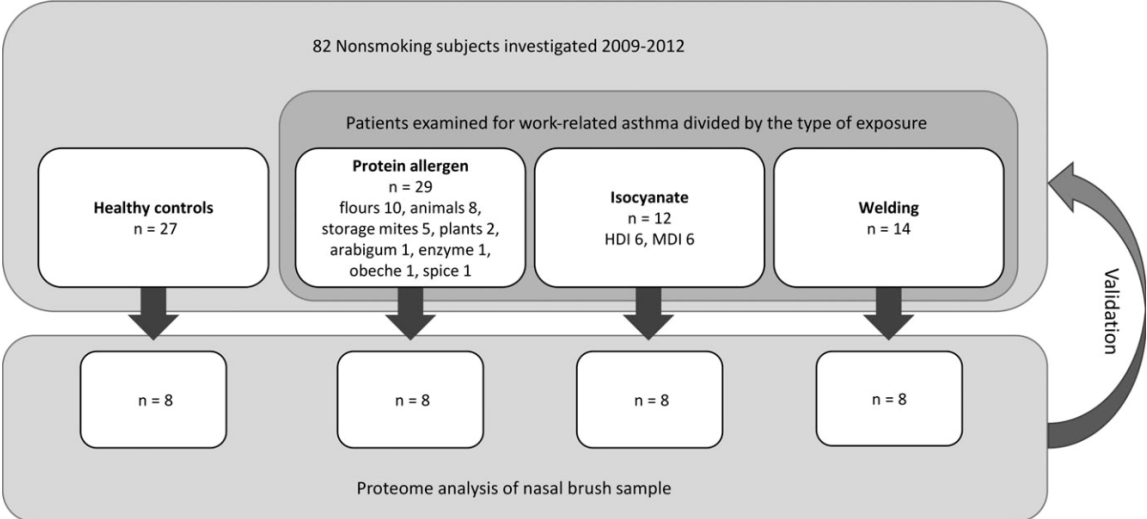 82 Nonsmoking subjects investigated 2009-2012
Patients examined for work-related asthma divided by the type of exposure
Healthy controls
n = 27
Protein allergen
n = 29
flours 10, animals 8,
storage mites 5, plants 2,
arabigum 1, enzyme 1,
obeche 1, spice 1
Isocyanate
n = 12
HDI 6, MDI 6
Welding
n = 14
Validation
n = 8
n = 8
n = 8
n = 8
Proteome analysis of nasal brush sample